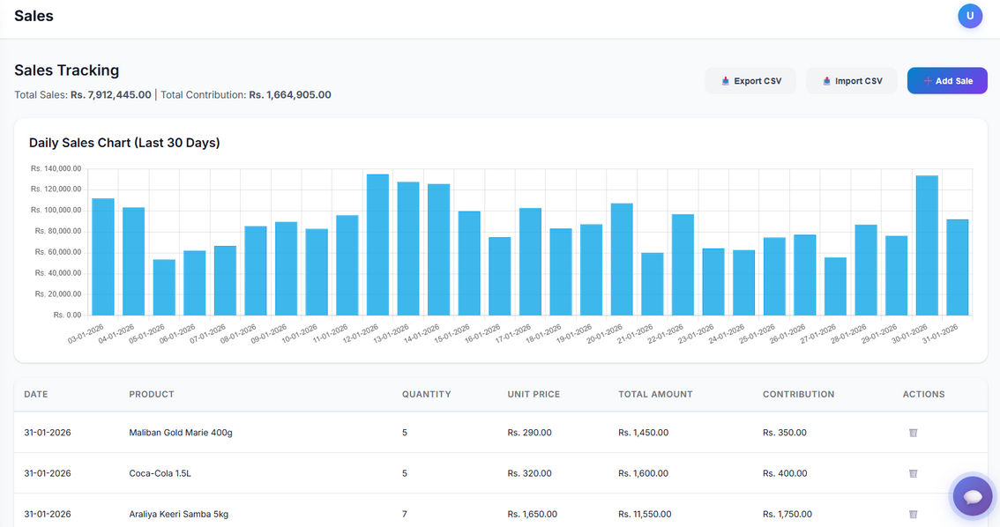 Sales
U
Sales Tracking
Total Sales: Rs. 7,912,445.00 | Total Contribution: Rs. 1,664,905.00
Export CSV
Import CSV
+ Add Sale
Daily Sales Chart (Last 30 Days)
Rs. 140,000.00
Rs. 120,000.00
Rs. 100,000.00
Rs. 80,000.00
Rs. 60,000.00
Rs. 40,000.00
Rs. 20,000.00
Rs. 0.00
03-01-2026 04-01-2026 05-01-2026 06-01-2026 07-01-2026 08-01-2026 09-01-2026 10-01-2026 11-01-2026 12-01-2026 13-01-2026 14-01-2026 15-01-2026 16-01-2026 17-01-2026 18-01-2026 19-01-2026 20-01-2026 21-01-2026 22-01-2026 23-01-2026 24-01-2026 25-01-2026 26-01-2026 27-01-2026 28-01-2026 29-01-2026 30-01-2026 31-01-2026
DATE PRODUCT QUANTITY UNIT PRICE TOTAL AMOUNT CONTRIBUTION ACTIONS
31-01-2026 Maliban Gold Marie 400g 5 Rs. 290.00 Rs. 1,450.00 Rs. 350.00
31-01-2026 Coca-Cola 1.5L 5 Rs. 320.00 Rs. 1,600.00 Rs. 400.00
31-01-2026 Araliya Keeri Samba 5kg 7 Rs. 1,650.00 Rs. 11,550.00 Rs. 1,750.00